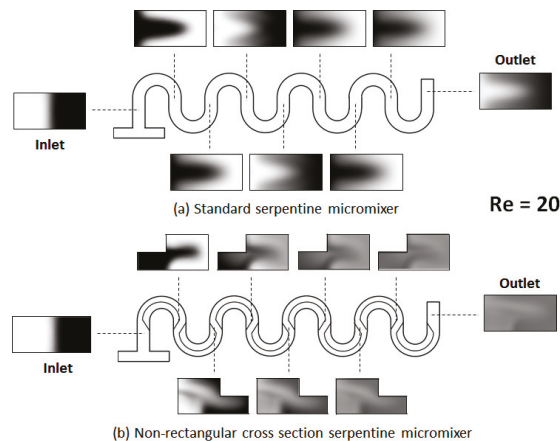 Outlet
Inlet
(a) Standard serpentine micromixer
Re = 20
Outlet
Inlet
(b) Non-rectangular cross section serpentine micromixer